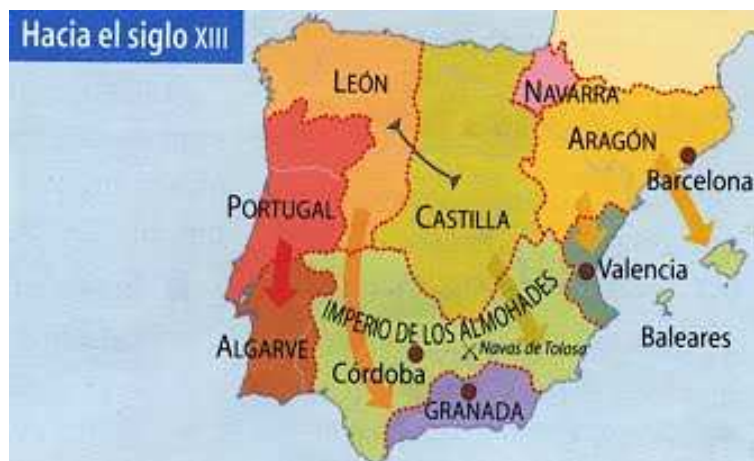 Hacia el siglo XIII
LEÓN
NAVARRA
ARAGÓN
Barcelona
PORTUGAL
CASTILLA
Valencia
IMPERIO DE LOS ALMOHADES
Baleares
ALGARVE
Navas de Tolosa
Córdoba
GRANADA